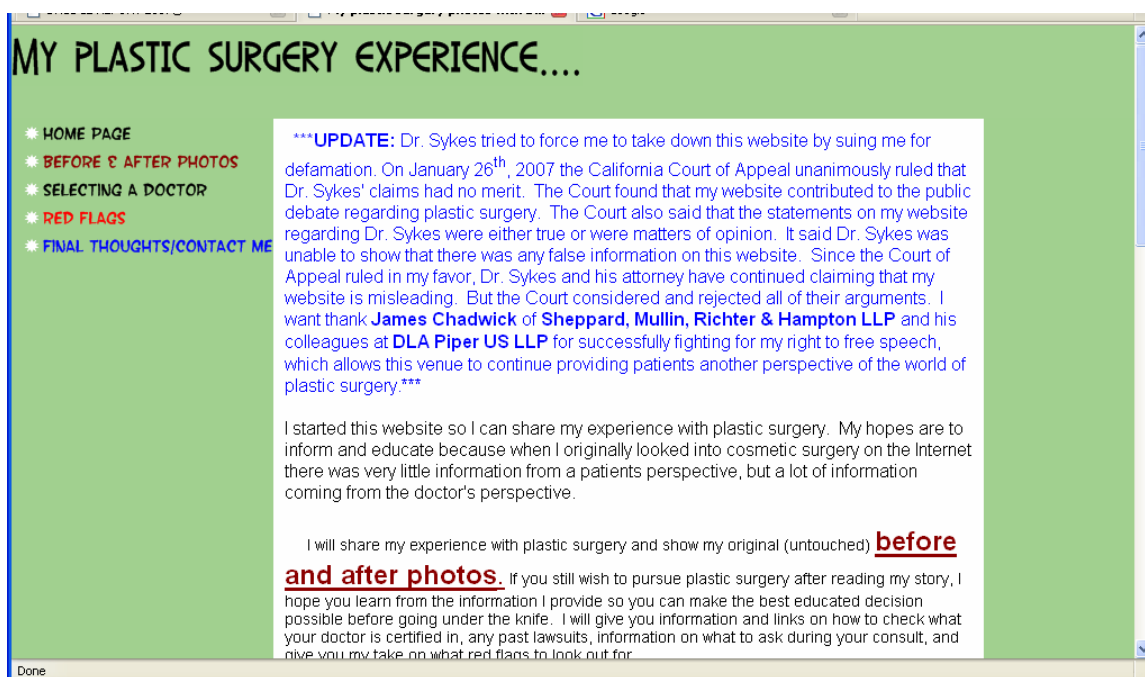 My plastic surgery experience....
HOME PAGE
BEFORE & AFTER PHOTOS
SELECTING A DOCTOR
RED FLAGS
FINAL THOUGHTS/CONTACT ME
***UPDATE: Dr. Sykes tried to force me to take down this website by suing me for
defamation. On January 26th, 2007 the California Court of Appeal unanimously ruled that
Dr. Sykes' claims had no merit.  The Court found that my website contributed to the public
debate regarding plastic surgery.  The Court also said that the statements on my website
regarding Dr. Sykes were either true or were matters of opinion.  It said Dr. Sykes was
unable to show that there was any false information on this website.  Since the Court of
Appeal ruled in my favor, Dr. Sykes and his attorney have continued claiming that my
website is misleading.  But the Court considered and rejected all of their arguments.  I
want thank James Chadwick of Sheppard, Mullin, Richter & Hampton LLP and his
colleagues at DLA Piper US LLP for successfully fighting for my right to free speech,
which allows this venue to continue providing patients another perspective of the world of
plastic surgery.***
I started this website so I can share my experience with plastic surgery.  My hopes are to
inform and educate because when I originally looked into cosmetic surgery on the Internet
there was very little information from a patients perspective, but a lot of information
coming from the doctor's perspective.
I will share my experience with plastic surgery and show my original (untouched) before
and after photos. If you still wish to pursue plastic surgery after reading my story, I
hope you learn from the information I provide so you can make the best educated decision
possible before going under the knife.  I will give you information and links on how to check what
your doctor is certified in, any past lawsuits, information on what to ask during your consult, and
give you my take on what red flags to look out for
Done